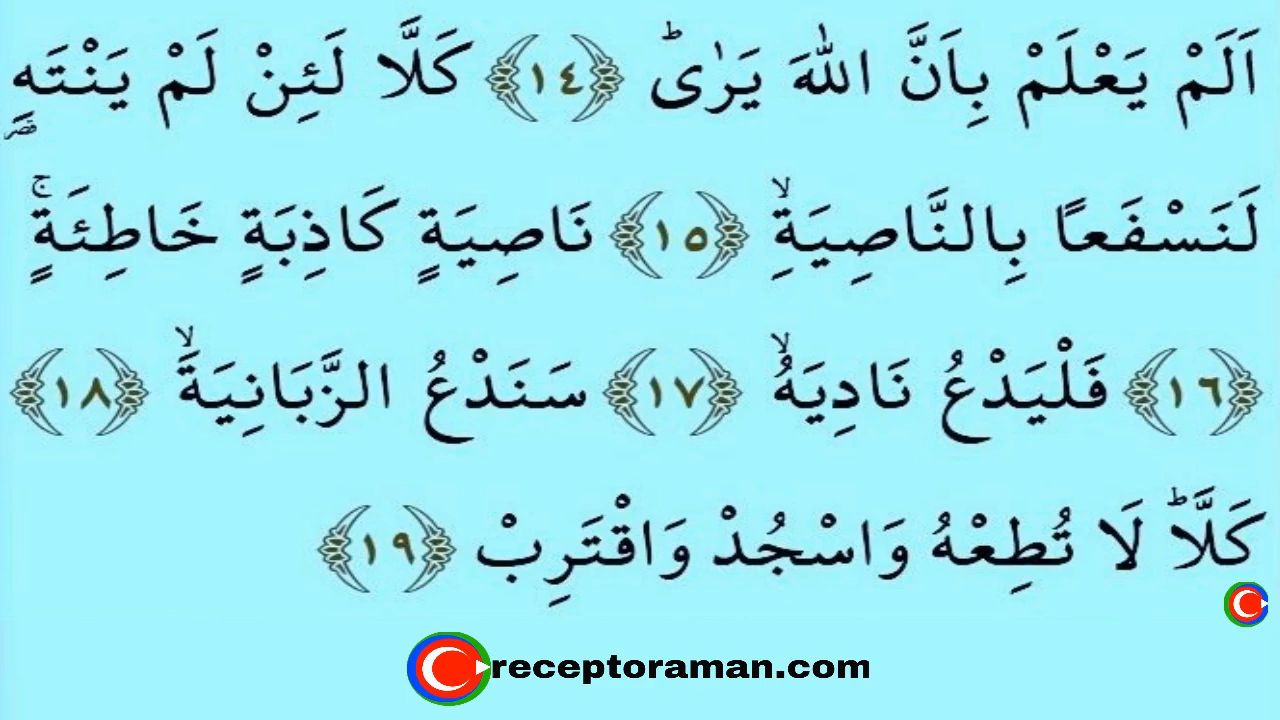 اَلَمْ يَعْلَمْ بِاَنَّ اللّٰهَ يَرٰىؕ ﴿١٤﴾ كَلَّا لَئِنْ لَمْ يَنْتَهِۙ
لَنَسْفَعًا بِالنَّاصِيَةِۙ ﴿١٥﴾ نَاصِيَةٍ كَاذِبَةٍ خَاطِئَةٍۚ
﴿١٦﴾ فَلْيَدْعُ نَادِيَهُۙ ﴿١٧﴾ سَنَدْعُ الزَّبَانِيَةَۙ ﴿١٨﴾
كَلَّاؕ لَا تُطِعْهُ وَاسْجُدْ وَاقْتَرِبْ ﴿١٩﴾
receptoraman.com